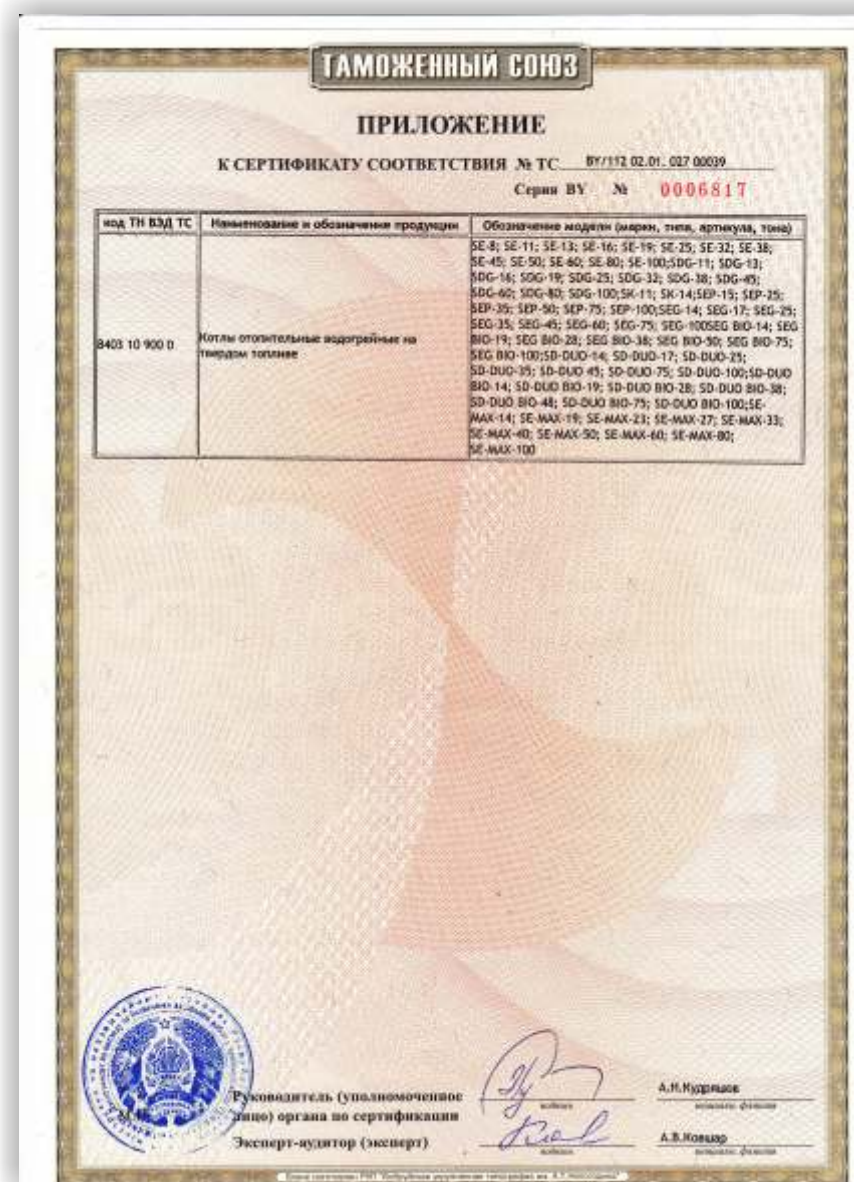 ТАМОЖЕННЫЙ СОЮЗ
ПРИЛОЖЕНИЕ
К СЕРТИФИКАТУ СООТВЕТСТВИЯ № ТС BY/112 02.01. 027 00039
Серия BY № 0006817
код ТН ВЭД ТС Наименование и обозначение продукции Обозначение модели (марки, типа, артикула, тона)
8403 10 900 0
Котлы отопительные водогрейные на
твердом топливе
SE-8; SE-11; SE-13; SE-16; SE-19; SE-25; SE-32; SE-38;
SE-45; SE-50; SE-60; SE-80; SE-100;SDG-11; SDG-13;
SDG-16; SDG-19; SDG-25; SDG-32; SDG-38; SDG-45;
SDG-60; SDG-80; SDG-100;SK-11; SK-14;SEP-15; SEP-25;
SEP-35; SEP-50; SEP-75; SEP-100;SEG-14; SEG-17; SEG-25;
SEG-35; SEG-45; SEG-60; SEG-75; SEG-100SEG BIO-14; SEG
BIO-19; SEG BIO-28; SEG BIO-38; SEG BIO-50; SEG BIO-75;
SEG BIO-100;SD-DUO-14; SD-DUO-17; SD-DUO-25;
SD-DUO-35; SD-DUO 45; SD-DUO-75; SD-DUO-100;SD-DUO
BIO-14; SD-DUO BIO-19; SD-DUO BIO-28; SD-DUO BIO-38;
SD-DUO BIO-48; SD-DUO BIO-75; SD-DUO BIO-100;SE-
MAX-14; SE-MAX-19; SE-MAX-23; SE-MAX-27; SE-MAX-33;
SE-MAX-40; SE-MAX-50; SE-MAX-60; SE-MAX-80;
SE-MAX-100
Руководитель (уполномоченное
лицо) органа по сертификации
подпись
А.Н.Кудряшов
инициалы, фамилия
Эксперт-аудитор (эксперт)
подпись
А.В.Ковшар
инициалы, фамилия